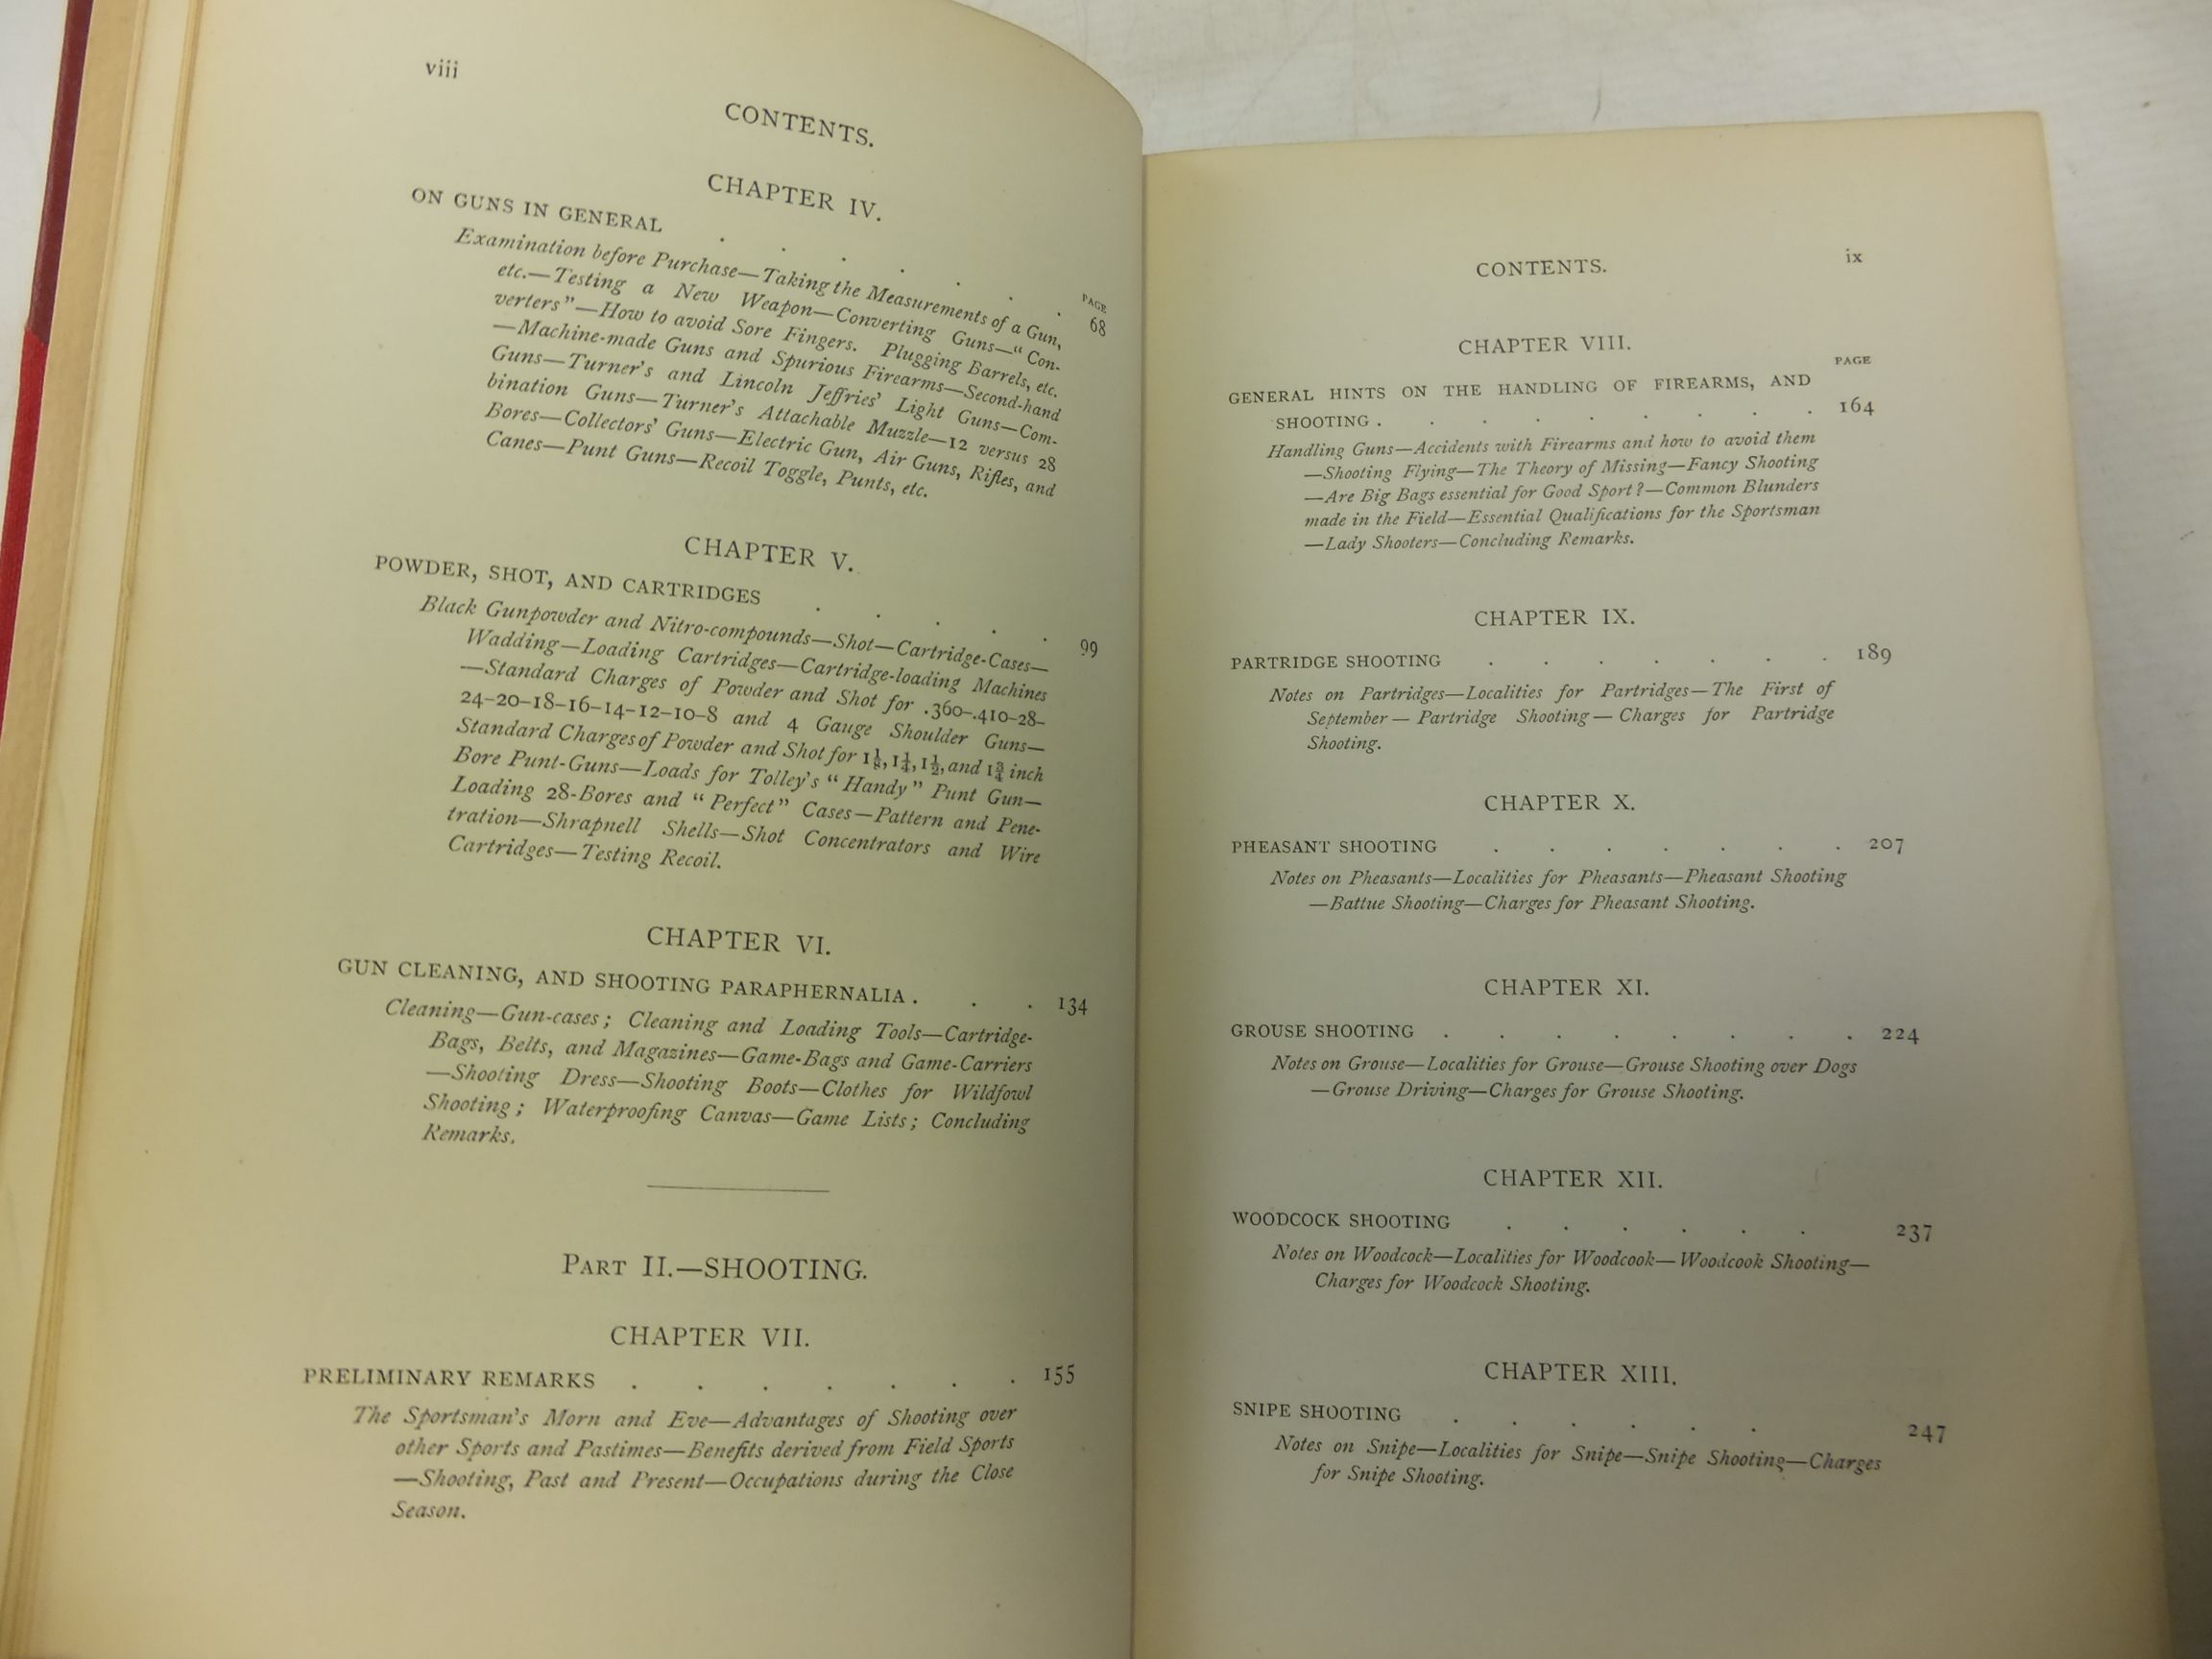 viii
CONTENTS.
CHAPTER IV.
PAGE
ON GUNS IN GENERAL . . . . . . . 68
Examination before Purchase—Taking the Measurements of a Gun,
etc.—Testing a New Weapon—Converting Guns—"Con-
verters"—How to avoid Sore Fingers. Plugging Barrels, etc.
—Machine-made Guns and Spurious Firearms—Second-hand
Guns—Turner's and Lincoln Jeffries' Light Guns—Com-
bination Guns—Turner's Attachable Muzzle—12 versus 28
Bores—Collectors' Guns—Electric Gun, Air Guns, Rifles, and
Canes—Punt Guns—Recoil Toggle, Punts, etc.
CHAPTER V.
POWDER, SHOT, AND CARTRIDGES . . . . . 99
Black Gunpowder and Nitro-compounds—Shot—Cartridge-Cases—
Wadding—Loading Cartridges—Cartridge-loading Machines
—Standard Charges of Powder and Shot for .360–.410–28–
24–20–18–16–14–12–10–8 and 4 Gauge Shoulder Guns—
Standard Charges of Powder and Shot for 1⅛, 1¼, 1½, and 1¾ inch
Bore Punt-Guns—Loads for Tolley's "Handy" Punt Gun—
Loading 28-Bores and "Perfect" Cases—Pattern and Pene-
tration—Shrapnell Shells—Shot Concentrators and Wire
Cartridges—Testing Recoil.
CHAPTER VI.
GUN CLEANING, AND SHOOTING PARAPHERNALIA . . . 134
Cleaning—Gun-cases; Cleaning and Loading Tools—Cartridge-
Bags, Belts, and Magazines—Game-Bags and Game-Carriers
—Shooting Dress—Shooting Boots—Clothes for Wildfowl
Shooting; Waterproofing Canvas—Game Lists; Concluding
Remarks.
PART II.—SHOOTING.
CHAPTER VII.
PRELIMINARY REMARKS . . . . . . . 155
The Sportsman's Morn and Eve—Advantages of Shooting over
other Sports and Pastimes—Benefits derived from Field Sports
—Shooting, Past and Present—Occupations during the Close
Season.
CONTENTS. ix
CHAPTER VIII.
PAGE
GENERAL HINTS ON THE HANDLING OF FIREARMS, AND
SHOOTING . . . . . . . . . 164
Handling Guns—Accidents with Firearms and how to avoid them
—Shooting Flying—The Theory of Missing—Fancy Shooting
—Are Big Bags essential for Good Sport?—Common Blunders
made in the Field—Essential Qualifications for the Sportsman
—Lady Shooters—Concluding Remarks.
CHAPTER IX.
PARTRIDGE SHOOTING . . . . . . . 189
Notes on Partridges—Localities for Partridges—The First of
September—Partridge Shooting—Charges for Partridge
Shooting.
CHAPTER X.
PHEASANT SHOOTING . . . . . . . 207
Notes on Pheasants—Localities for Pheasants—Pheasant Shooting
—Battue Shooting—Charges for Pheasant Shooting.
CHAPTER XI.
GROUSE SHOOTING . . . . . . . . 224
Notes on Grouse—Localities for Grouse—Grouse Shooting over Dogs
—Grouse Driving—Charges for Grouse Shooting.
CHAPTER XII.
WOODCOCK SHOOTING . . . . . . 237
Notes on Woodcock—Localities for Woodcook—Woodcook Shooting—
Charges for Woodcock Shooting.
CHAPTER XIII.
SNIPE SHOOTING . . . . . . 247
Notes on Snipe—Localities for Snipe—Snipe Shooting—Charges
for Snipe Shooting.